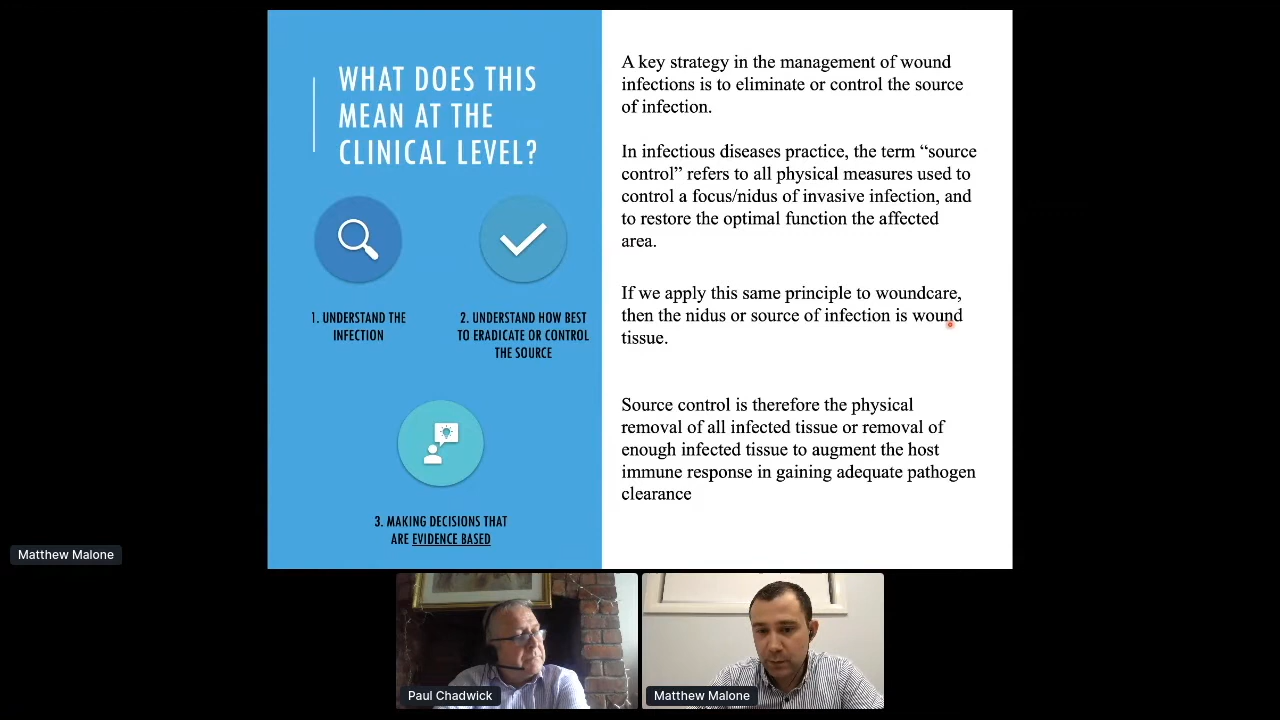 WHAT DOES THIS
MEAN AT THE
CLINICAL LEVEL?
1. UNDERSTAND THE
INFECTION
2. UNDERSTAND HOW BEST
TO ERADICATE OR CONTROL
THE SOURCE
3. MAKING DECISIONS THAT
ARE EVIDENCE BASED
A key strategy in the management of wound
infections is to eliminate or control the source
of infection.
In infectious diseases practice, the term “source
control” refers to all physical measures used to
control a focus/nidus of invasive infection, and
to restore the optimal function the affected
area.
If we apply this same principle to woundcare,
then the nidus or source of infection is wound
tissue.
Source control is therefore the physical
removal of all infected tissue or removal of
enough infected tissue to augment the host
immune response in gaining adequate pathogen
clearance
Matthew Malone
Paul Chadwick
Matthew Malone